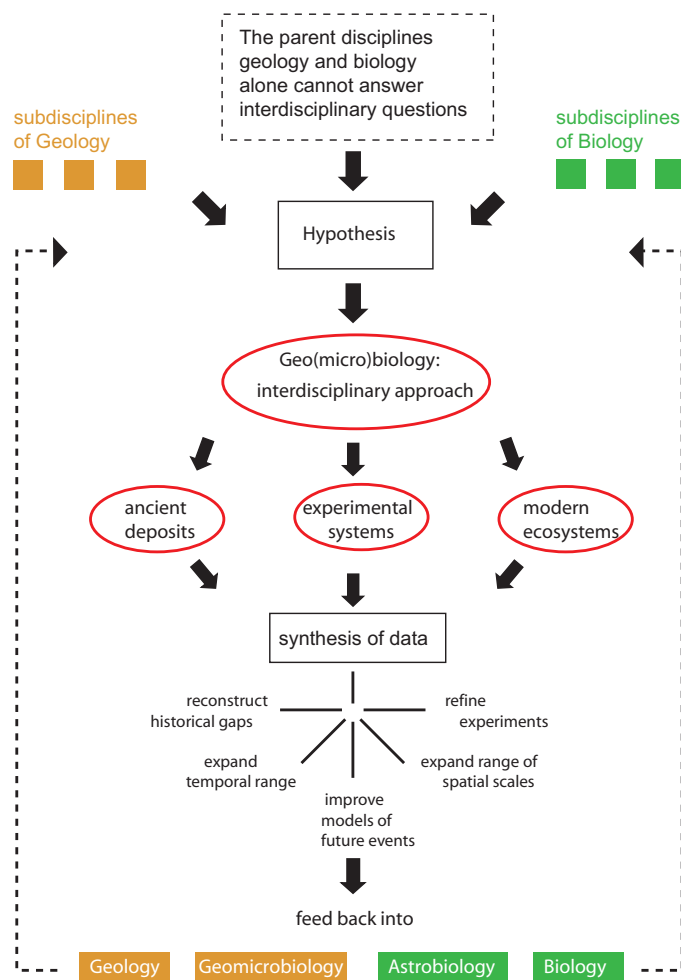 The parent disciplines
geology and biology
alone cannot answer
interdisciplinary questions
subdisciplines
of Geology
subdisciplines
of Biology
Hypothesis
Geo(micro)biology:
interdisciplinary approach
ancient
deposits
experimental
systems
modern
ecosystems
synthesis of data
reconstruct
historical gaps
refine
experiments
expand
temporal range
expand range of
spatial scales
improve
models of
future events
feed back into
Geology
Geomicrobiology
Astrobiology
Biology